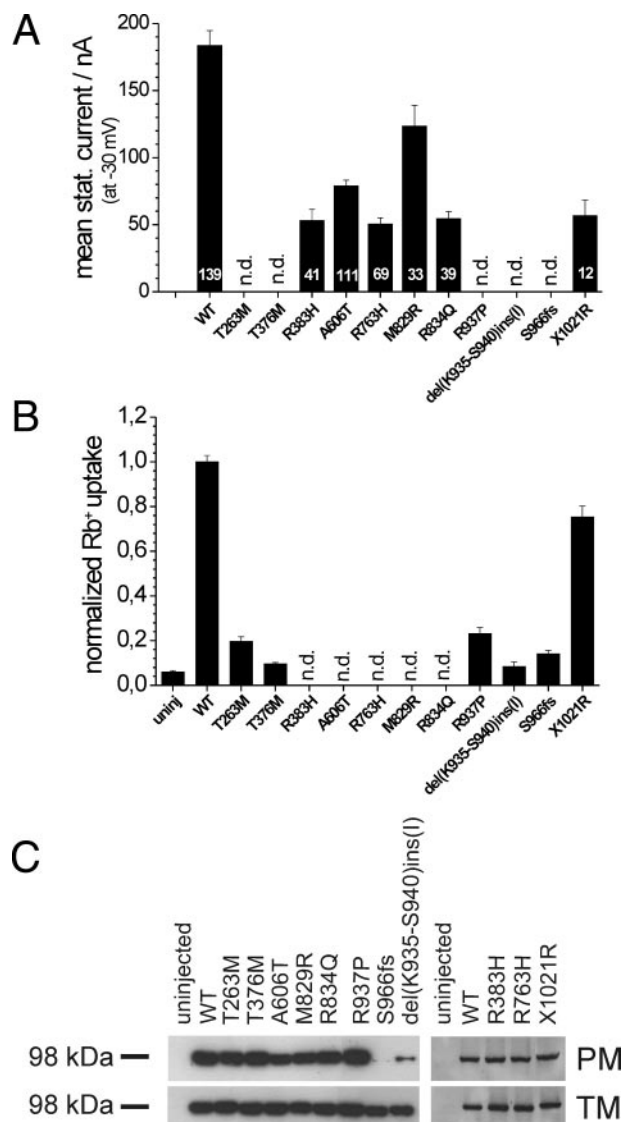 A
mean stat. current / nA
(at -30 mV)
200
150
100
50
0
139
n.d.
n.d.
41
111
69
33
39
n.d.
n.d.
n.d.
12
WT
T263M
T376M
R383H
A606T
R763H
M829R
R834Q
R937P
del(K935-S940)ins(I)
S966fs
X1021R
B
normalized Rb⁺ uptake
1,2
1,0
0,8
0,6
0,4
0,2
0,0
n.d.
n.d.
n.d.
n.d.
n.d.
uninj
WT
T263M
T376M
R383H
A606T
R763H
M829R
R834Q
R937P
del(K935-S940)ins(I)
S966fs
X1021R
C
uninjected
WT
T263M
T376M
A606T
M829R
R834Q
R937P
S966fs
del(K935-S940)ins(I)
uninjected
WT
R383H
R763H
X1021R
98 kDa
PM
98 kDa
TM